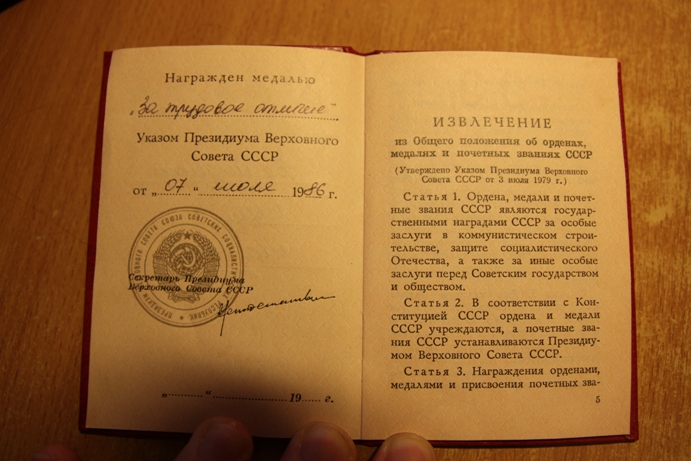 Награжден медалью
„За трудовое отличие"
Указом Президиума Верховного
Совета СССР
от „07" июля 1986 г.
Секретарь Президиума
Верховного Совета СССР
„ " 19 г.
ИЗВЛЕЧЕНИЕ
из Общего положения об орденах,
медалях и почетных званиях СССР
(Утверждено Указом Президиума Верховного
Совета СССР от 3 июля 1979 г.)
Статья 1. Ордена, медали и почет-
ные звания СССР являются государ-
ственными наградами СССР за особые
заслуги в коммунистическом строи-
тельстве, защите социалистического
Отечества, а также за иные особые
заслуги перед Советским государством
и обществом.
Статья 2. В соответствии с Кон-
ституцией СССР ордена и медали
СССР учреждаются, а почетные зва-
ния СССР устанавливаются Президиу-
мом Верховного Совета СССР.
Статья 3. Награждения орденами,
медалями и присвоения почетных зва-
5